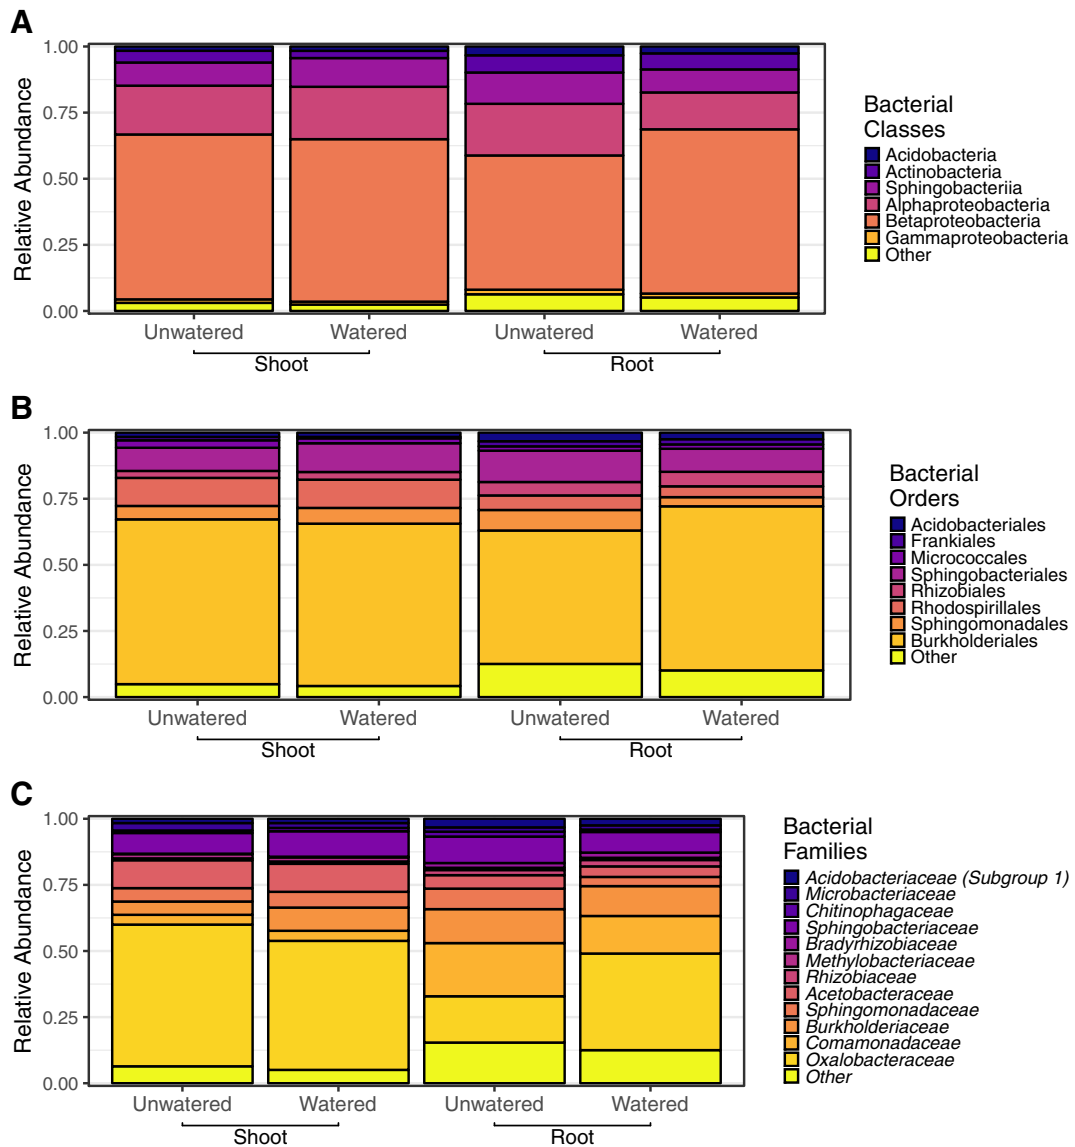 A
1.00
0.75
0.50
0.25
0.00
Relative Abundance
Unwatered
Watered
Unwatered
Watered
Shoot
Root
Bacterial
Classes
Acidobacteria
Actinobacteria
Sphingobacteriia
Alphaproteobacteria
Betaproteobacteria
Gammaproteobacteria
Other
B
1.00
0.75
0.50
0.25
0.00
Relative Abundance
Unwatered
Watered
Unwatered
Watered
Shoot
Root
Bacterial
Orders
Acidobacteriales
Frankiales
Micrococcales
Sphingobacteriales
Rhizobiales
Rhodospirillales
Sphingomonadales
Burkholderiales
Other
C
1.00
0.75
0.50
0.25
0.00
Relative Abundance
Unwatered
Watered
Unwatered
Watered
Shoot
Root
Bacterial
Families
Acidobacteriaceae (Subgroup 1)
Microbacteriaceae
Chitinophagaceae
Sphingobacteriaceae
Bradyrhizobiaceae
Methylobacteriaceae
Rhizobiaceae
Acetobacteraceae
Sphingomonadaceae
Burkholderiaceae
Comamonadaceae
Oxalobacteraceae
Other